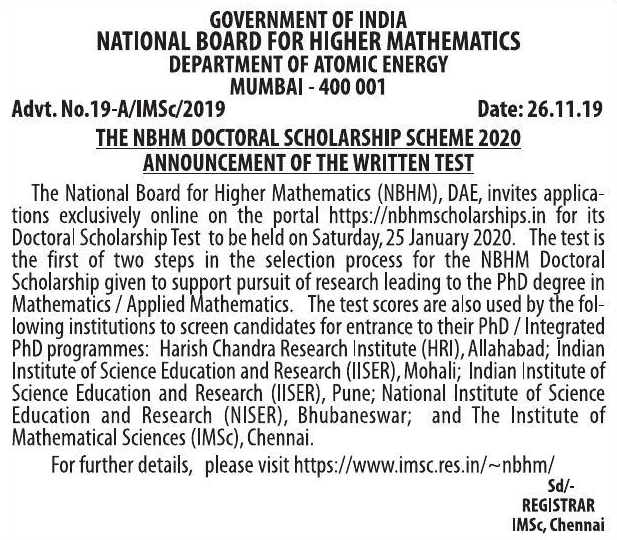 GOVERNMENT OF INDIA
NATIONAL BOARD FOR HIGHER MATHEMATICS
DEPARTMENT OF ATOMIC ENERGY
MUMBAI - 400 001
Advt. No.19-A/IMSc/2019 Date: 26.11.19
THE NBHM DOCTORAL SCHOLARSHIP SCHEME 2020
ANNOUNCEMENT OF THE WRITTEN TEST
The National Board for Higher Mathematics (NBHM), DAE, invites applica-
tions exclusively online on the portal https://nbhmscholarships.in for its
Doctoral Scholarship Test to be held on Saturday, 25 January 2020. The test is
the first of two steps in the selection process for the NBHM Doctoral
Scholarship given to support pursuit of research leading to the PhD degree in
Mathematics / Applied Mathematics. The test scores are also used by the fol-
lowing institutions to screen candidates for entrance to their PhD / Integrated
PhD programmes: Harish Chandra Research Institute (HRI), Allahabad; Indian
Institute of Science Education and Research (IISER), Mohali; Indian Institute of
Science Education and Research (IISER), Pune; National Institute of Science
Education and Research (NISER), Bhubaneswar; and The Institute of
Mathematical Sciences (IMSc), Chennai.
For further details, please visit https://www.imsc.res.in/~nbhm/
Sd/-
REGISTRAR
IMSc, Chennai